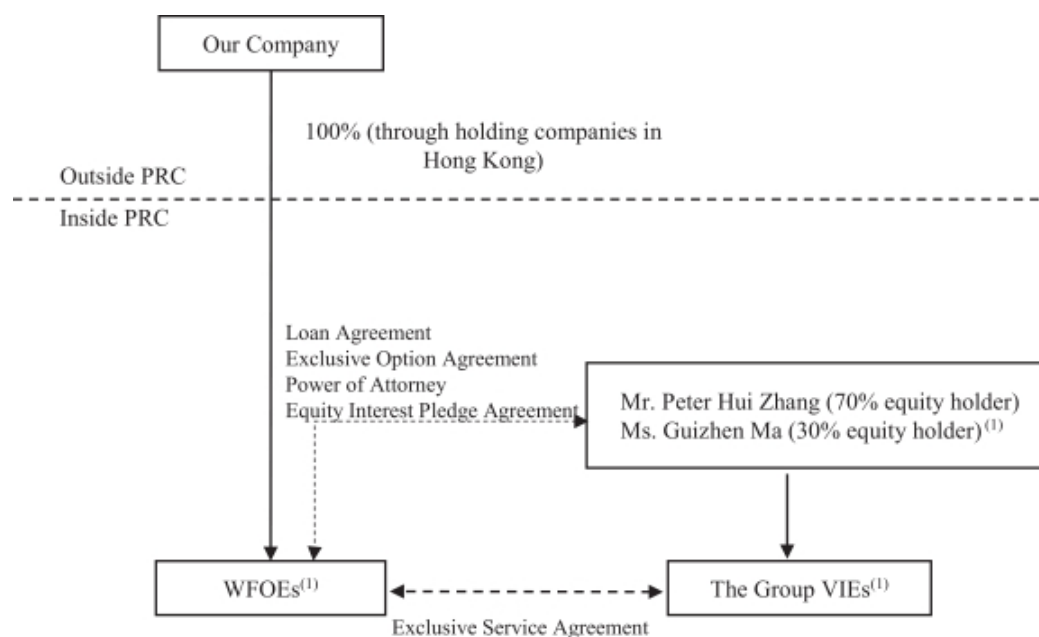 Our Company
100% (through holding companies in
Hong Kong)
Outside PRC
Inside PRC
Loan Agreement
Exclusive Option Agreement
Power of Attorney
Equity Interest Pledge Agreement
Mr. Peter Hui Zhang (70% equity holder)
Ms. Guizhen Ma (30% equity holder)(1)
WFOEs(1)
The Group VIEs(1)
Exclusive Service Agreement